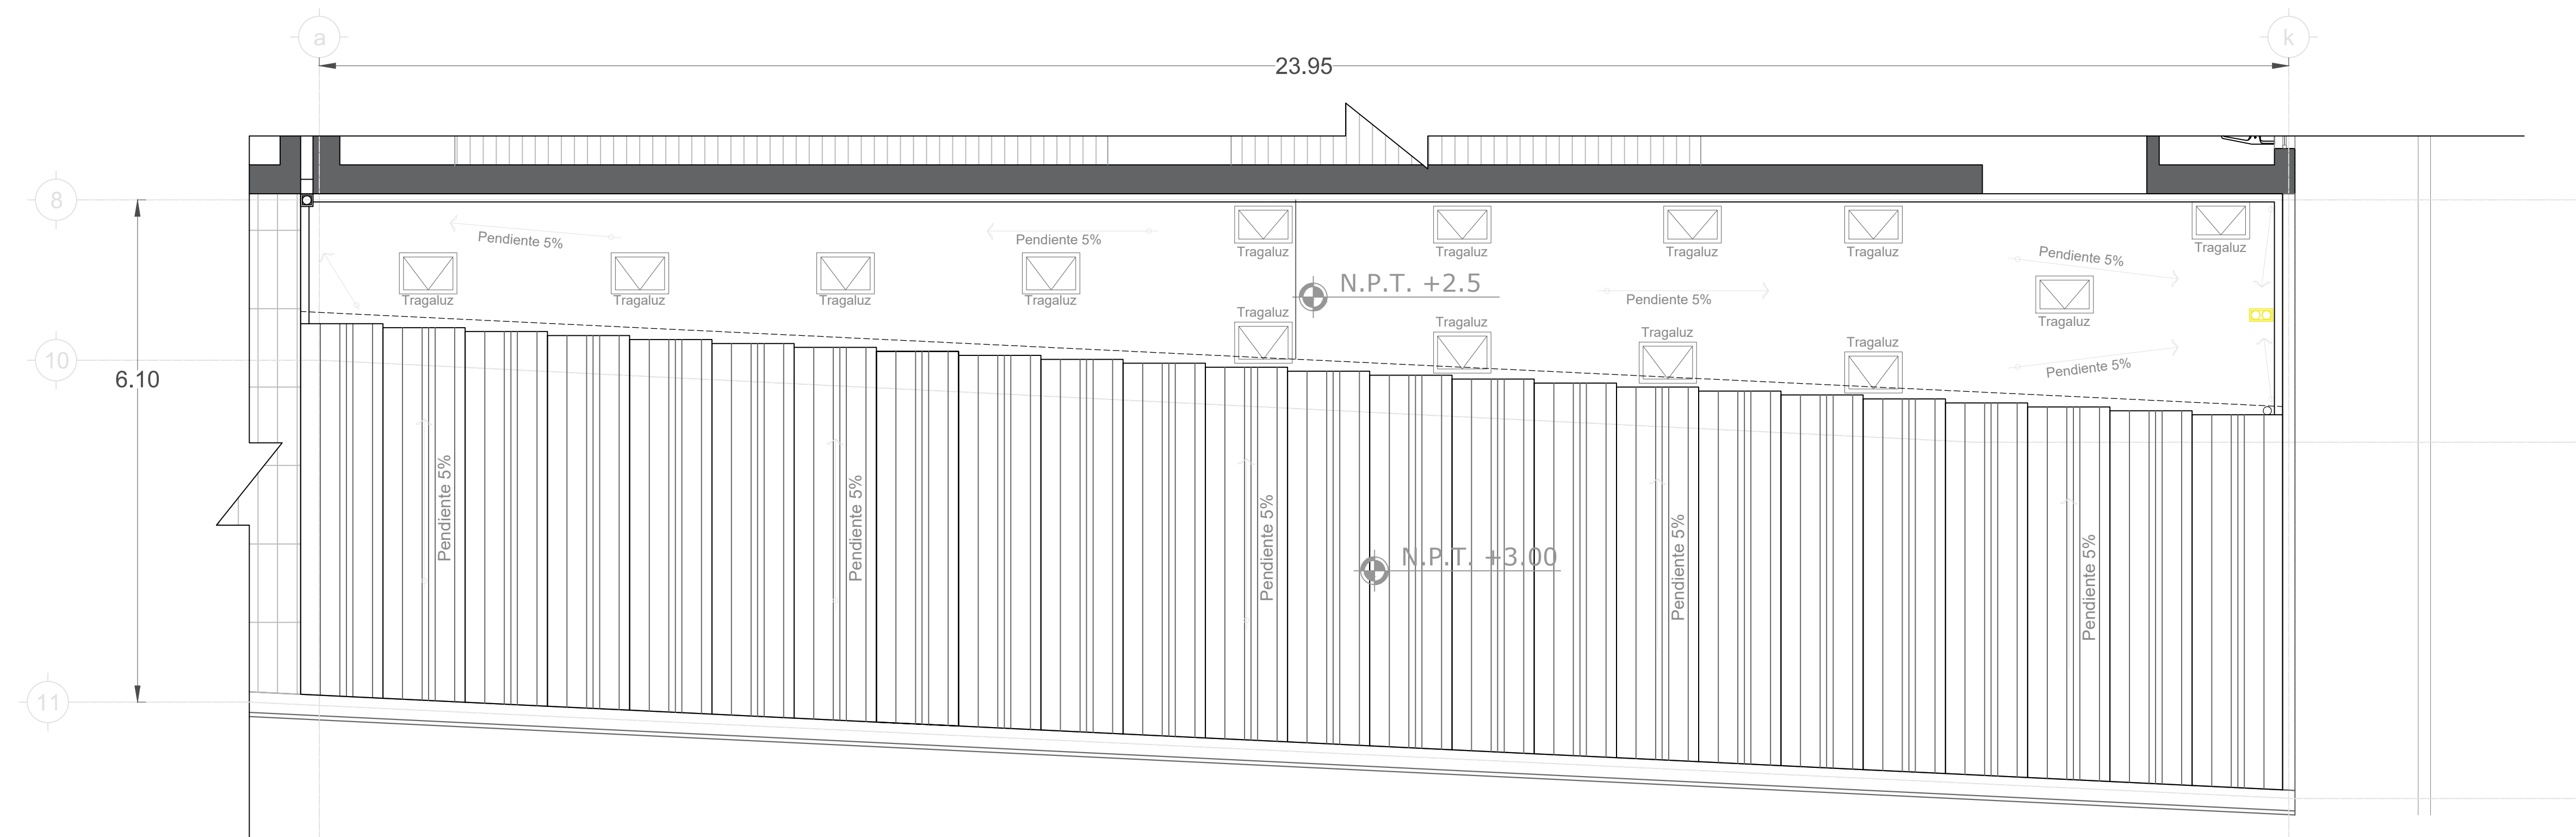 a
k
23.95
8
Pendiente 5%
Pendiente 5%
Tragaluz
Tragaluz
Tragaluz
Tragaluz
Tragaluz
Pendiente 5%
Tragaluz
Tragaluz
Tragaluz
Tragaluz
N.P.T. +2.5
Pendiente 5%
Tragaluz
Tragaluz
Tragaluz
Tragaluz
Tragaluz
10
Pendiente 5%
6.10
Pendiente 5%
Pendiente 5%
Pendiente 5%
Pendiente 5%
Pendiente 5%
N.P.T. +3.00
11